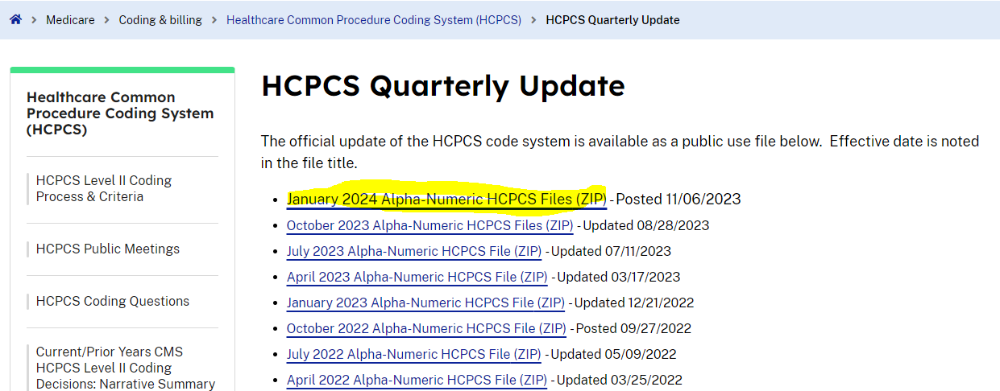 Medicare > Coding & billing > Healthcare Common Procedure Coding System (HCPCS) > HCPCS Quarterly Update
Healthcare Common
Procedure Coding System
(HCPCS)
HCPCS Level II Coding
Process & Criteria
HCPCS Public Meetings
HCPCS Coding Questions
Current/Prior Years CMS
HCPCS Level II Coding
Decisions: Narrative Summary
HCPCS Quarterly Update
The official update of the HCPCS code system is available as a public use file below.  Effective date is noted
in the file title.
• January 2024 Alpha-Numeric HCPCS Files (ZIP) - Posted 11/06/2023
• October 2023 Alpha-Numeric HCPCS Files (ZIP) - Updated 08/28/2023
• July 2023 Alpha-Numeric HCPCS File (ZIP) - Updated 07/11/2023
• April 2023 Alpha-Numeric HCPCS File (ZIP) - Updated 03/17/2023
• January 2023 Alpha-Numeric HCPCS File (ZIP) - Updated 12/21/2022
• October 2022 Alpha-Numeric HCPCS File (ZIP) - Posted 09/27/2022
• July 2022 Alpha-Numeric HCPCS File (ZIP) - Updated 05/09/2022
• April 2022 Alpha-Numeric HCPCS File (ZIP) - Updated 03/25/2022